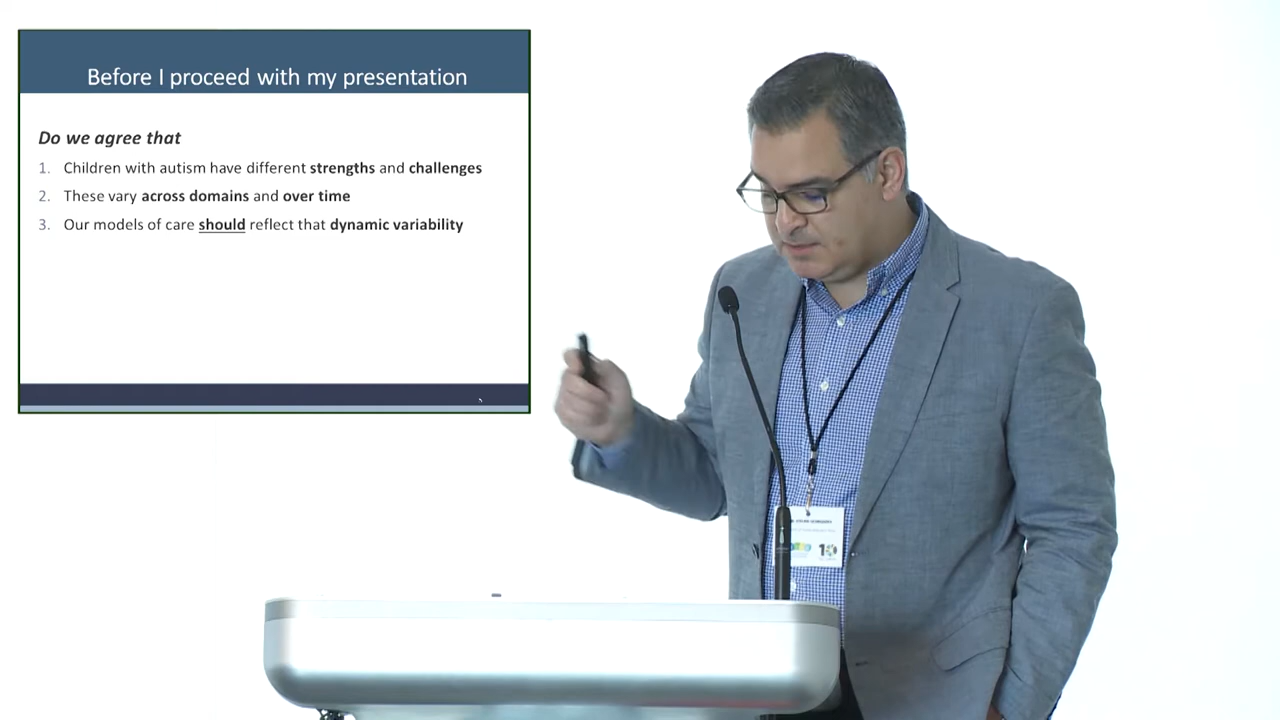 Before I proceed with my presentation
Do we agree that
1. Children with autism have different strengths and challenges
2. These vary across domains and over time
3. Our models of care should reflect that dynamic variability
10